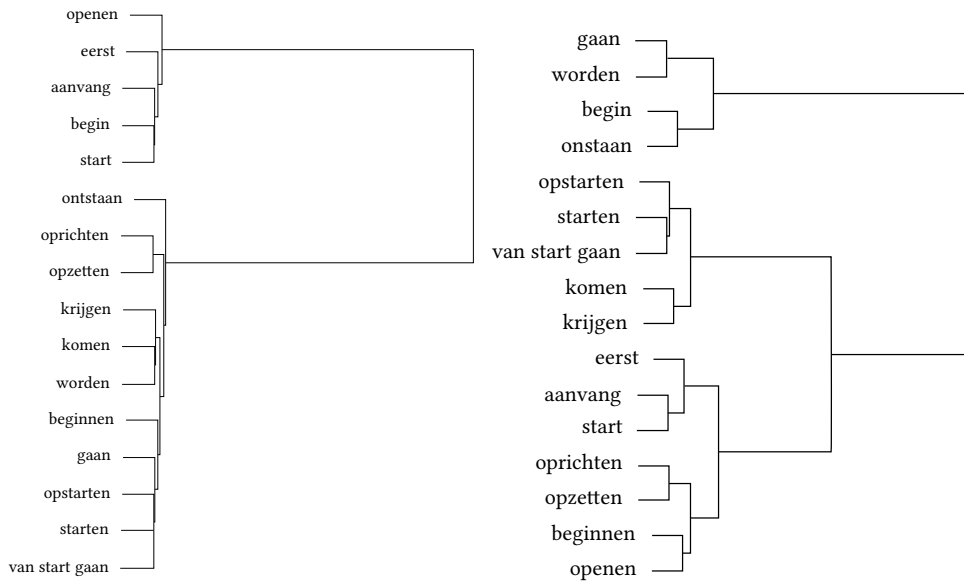 openen
eerst
aanvang
begin
start
ontstaan
oprichten
opzetten
krijgen
komen
worden
beginnen
gaan
opstarten
starten
van start gaan
gaan
worden
begin
onstaan
opstarten
starten
van start gaan
komen
krijgen
eerst
aanvang
start
oprichten
opzetten
beginnen
openen